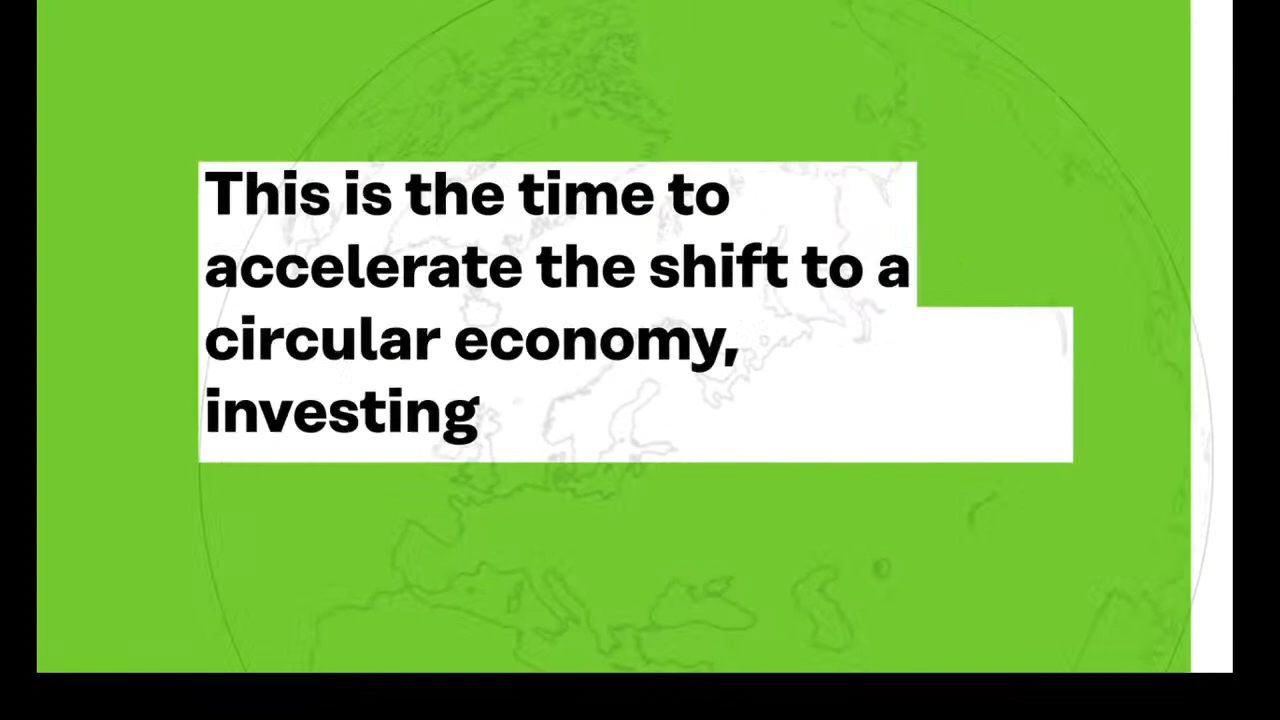 This is the time to
accelerate the shift to a
circular economy,
investing